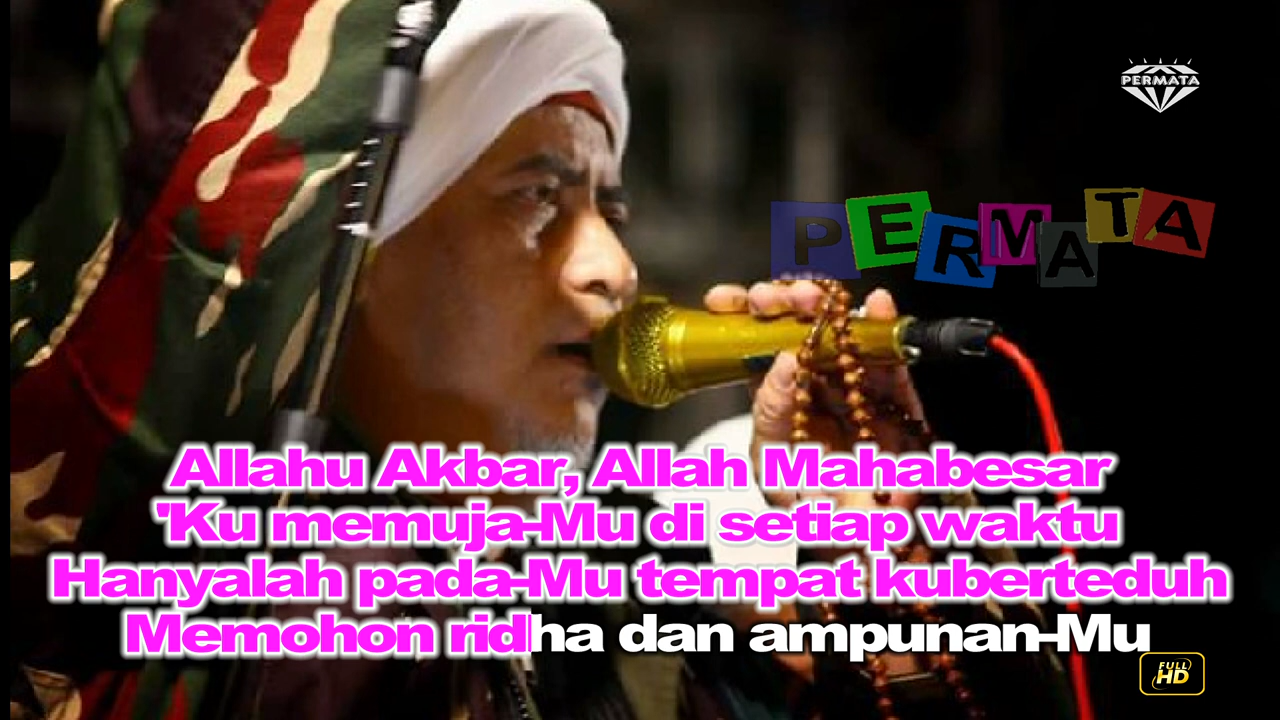 PERMATA
PERMATA
Allahu Akbar, Allah Mahabesar
'Ku memuja-Mu di setiap waktu
Hanyalah pada-Mu tempat kuberteduh
Memohon ridha dan ampunan-Mu
FULL
HD